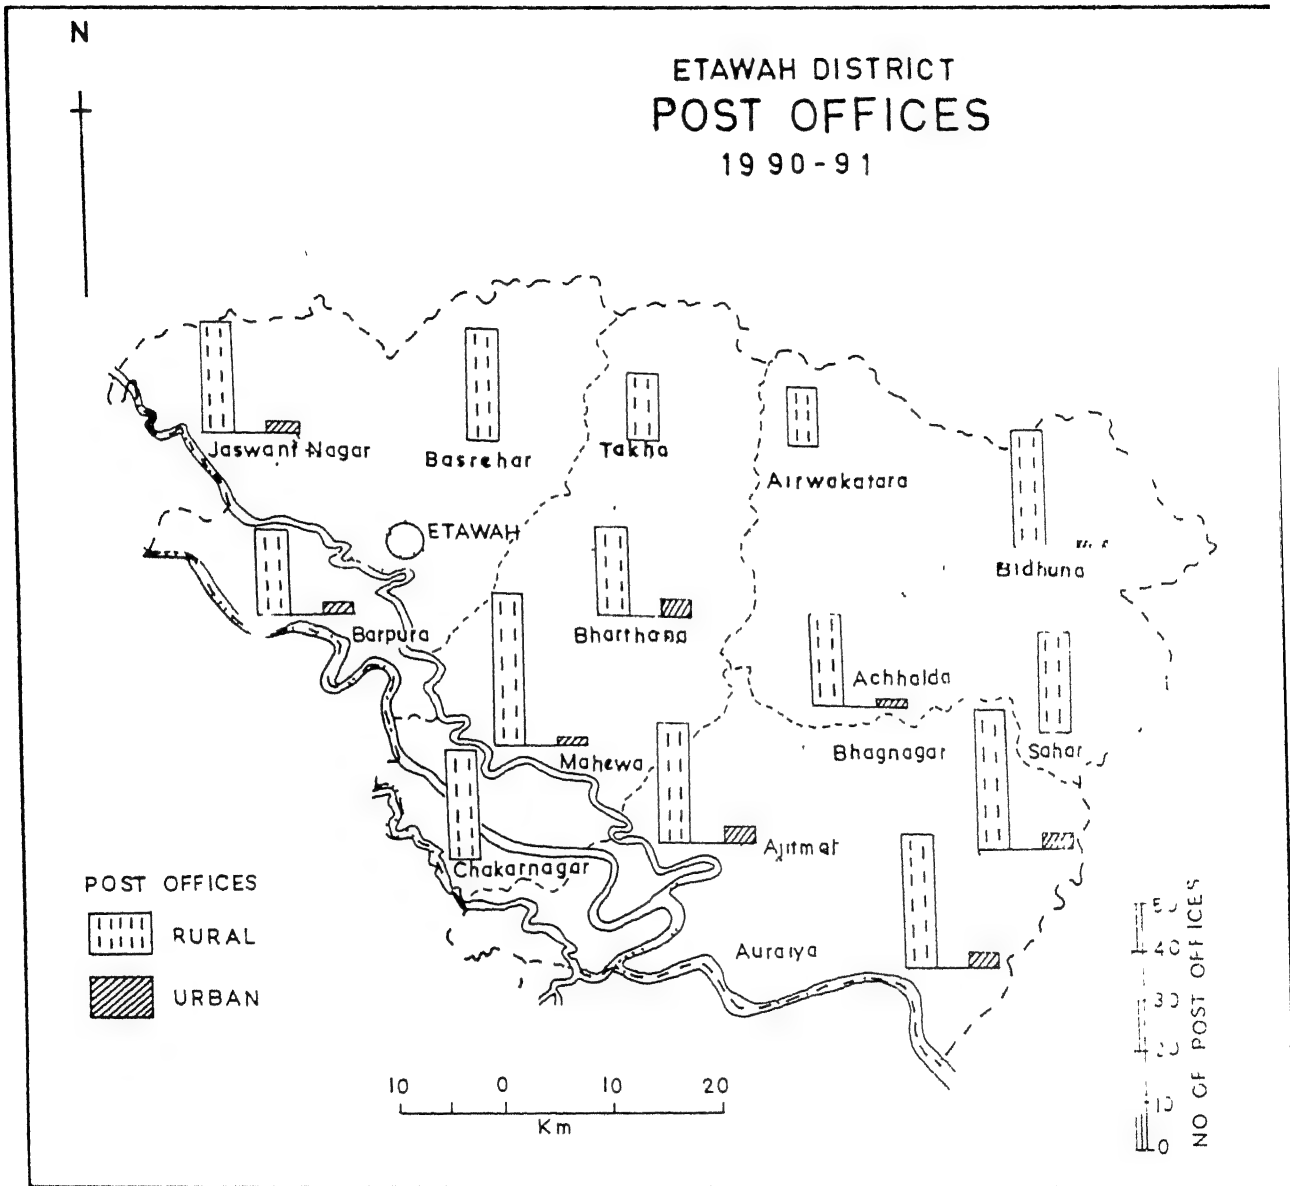 N
ETAWAH DISTRICT
POST OFFICES
1990-91
Jaswant Nagar
Basrehar
Takha
Airwakatara
ETAWAH
Bidhuna
Barpura
Bharthana
Achhalda
Mahewa
Bhagnagar
Sahar
Ajitmat
Chakarnagar
Auraiya
POST OFFICES
RURAL
URBAN
10 0 10 20
Km
50
40
30
20
10
0
NO OF POST OFFICES